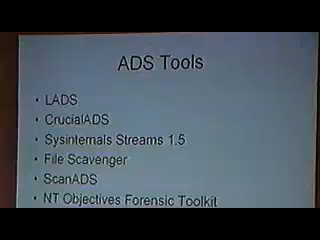 ADS Tools
• LADS
• CrucialADS
• Sysinternals Streams 1.5
• File Scavenger
• ScanADS
• NT Objectives Forensic Toolkit